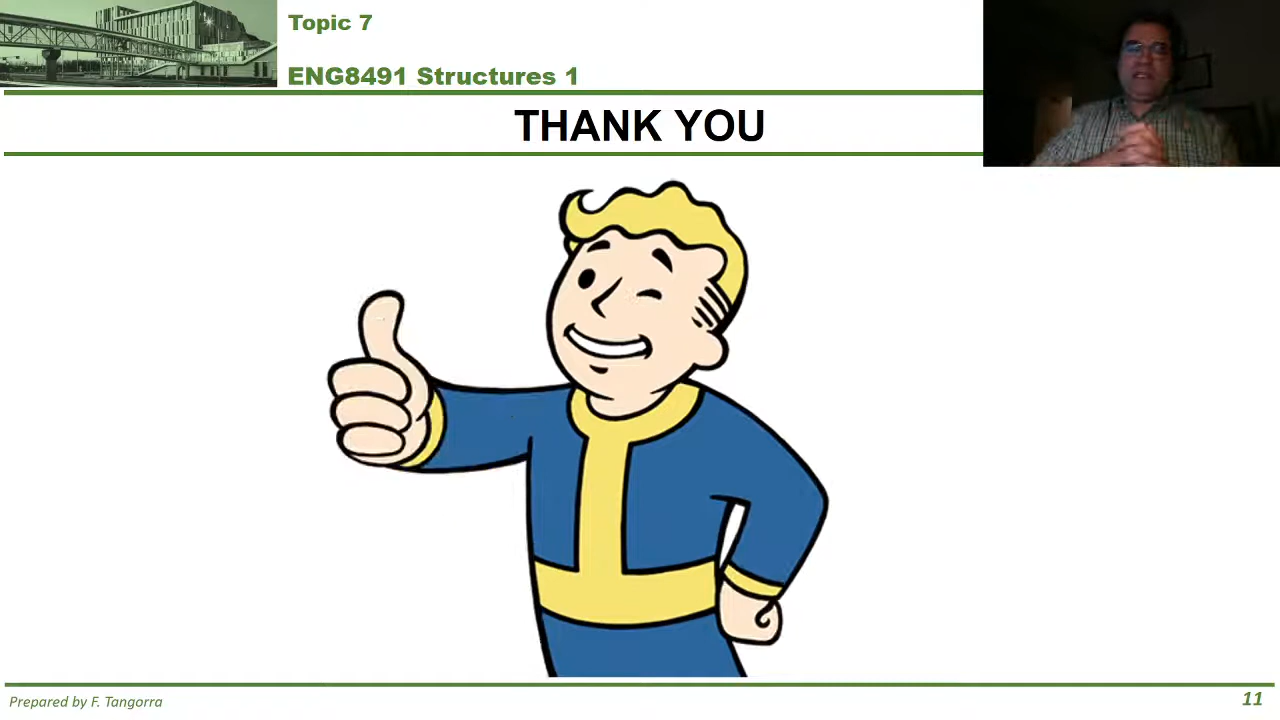 Topic 7
ENG8491 Structures 1
THANK YOU
Prepared by F. Tangorra
11